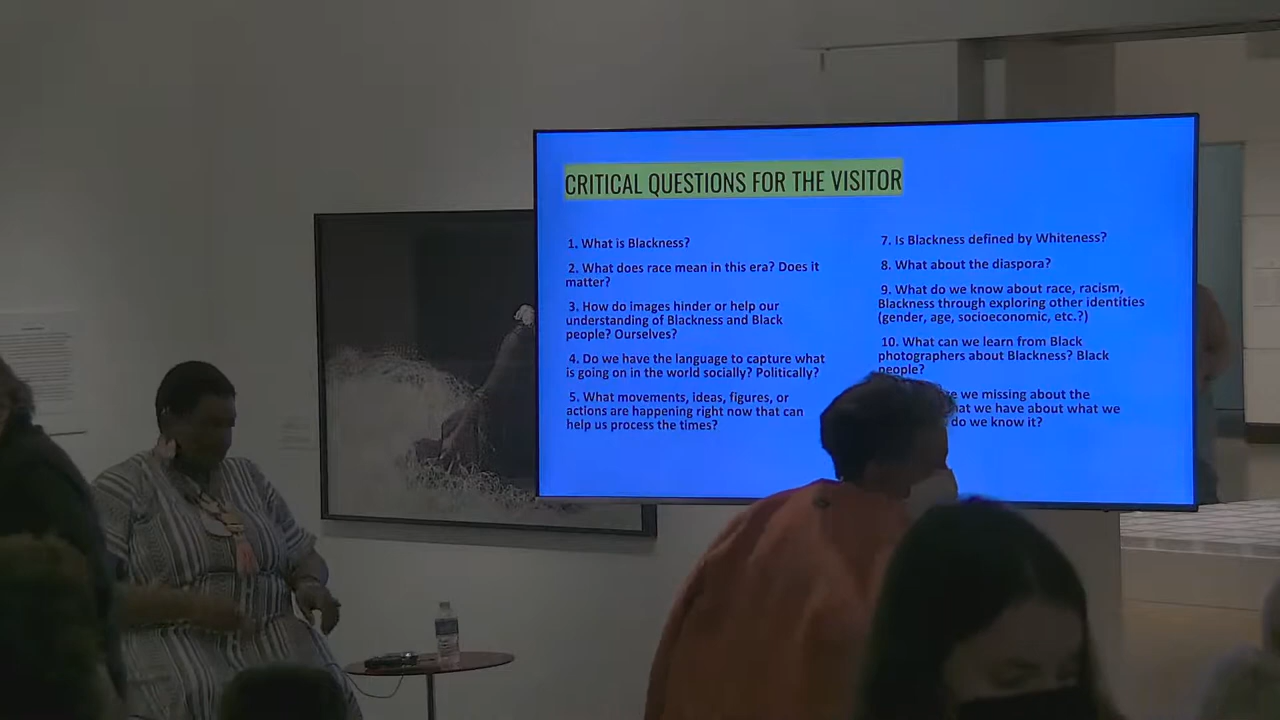 CRITICAL QUESTIONS FOR THE VISITOR
1. What is Blackness?
2. What does race mean in this era? Does it
matter?
3. How do images hinder or help our
understanding of Blackness and Black
people? Ourselves?
4. Do we have the language to capture what
is going on in the world socially? Politically?
5. What movements, ideas, figures, or
actions are happening right now that can
help us process the times?
7. Is Blackness defined by Whiteness?
8. What about the diaspora?
9. What do we know about race, racism,
Blackness through exploring other identities
(gender, age, socioeconomic, etc.?)
10. What can we learn from Black
photographers about Blackness? Black
people?
we missing about the
we have about what we
do we know it?